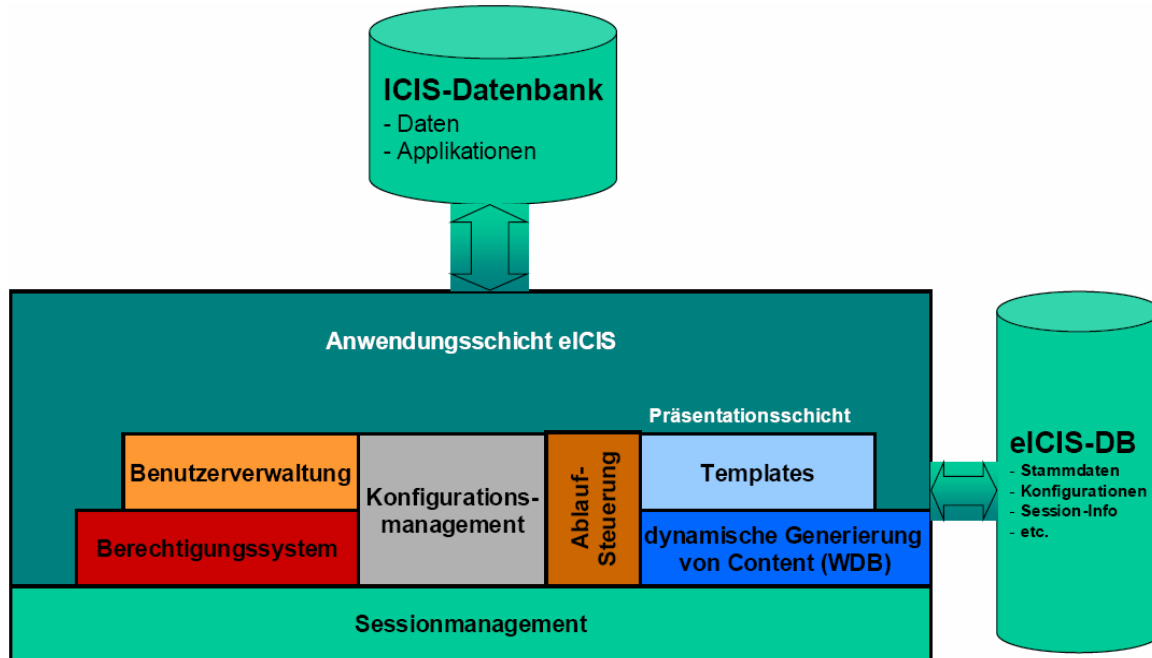 ICIS-Datenbank
- Daten
- Applikationen
Anwendungsschicht eICIS
Präsentationsschicht
Benutzerverwaltung
Konfigurations-
management
Ablauf-
Steuerung
Templates
Berechtigungssystem
dynamische Generierung
von Content (WDB)
Sessionmanagement
eICIS-DB
- Stammdaten
- Konfigurationen
- Session-Info
- etc.